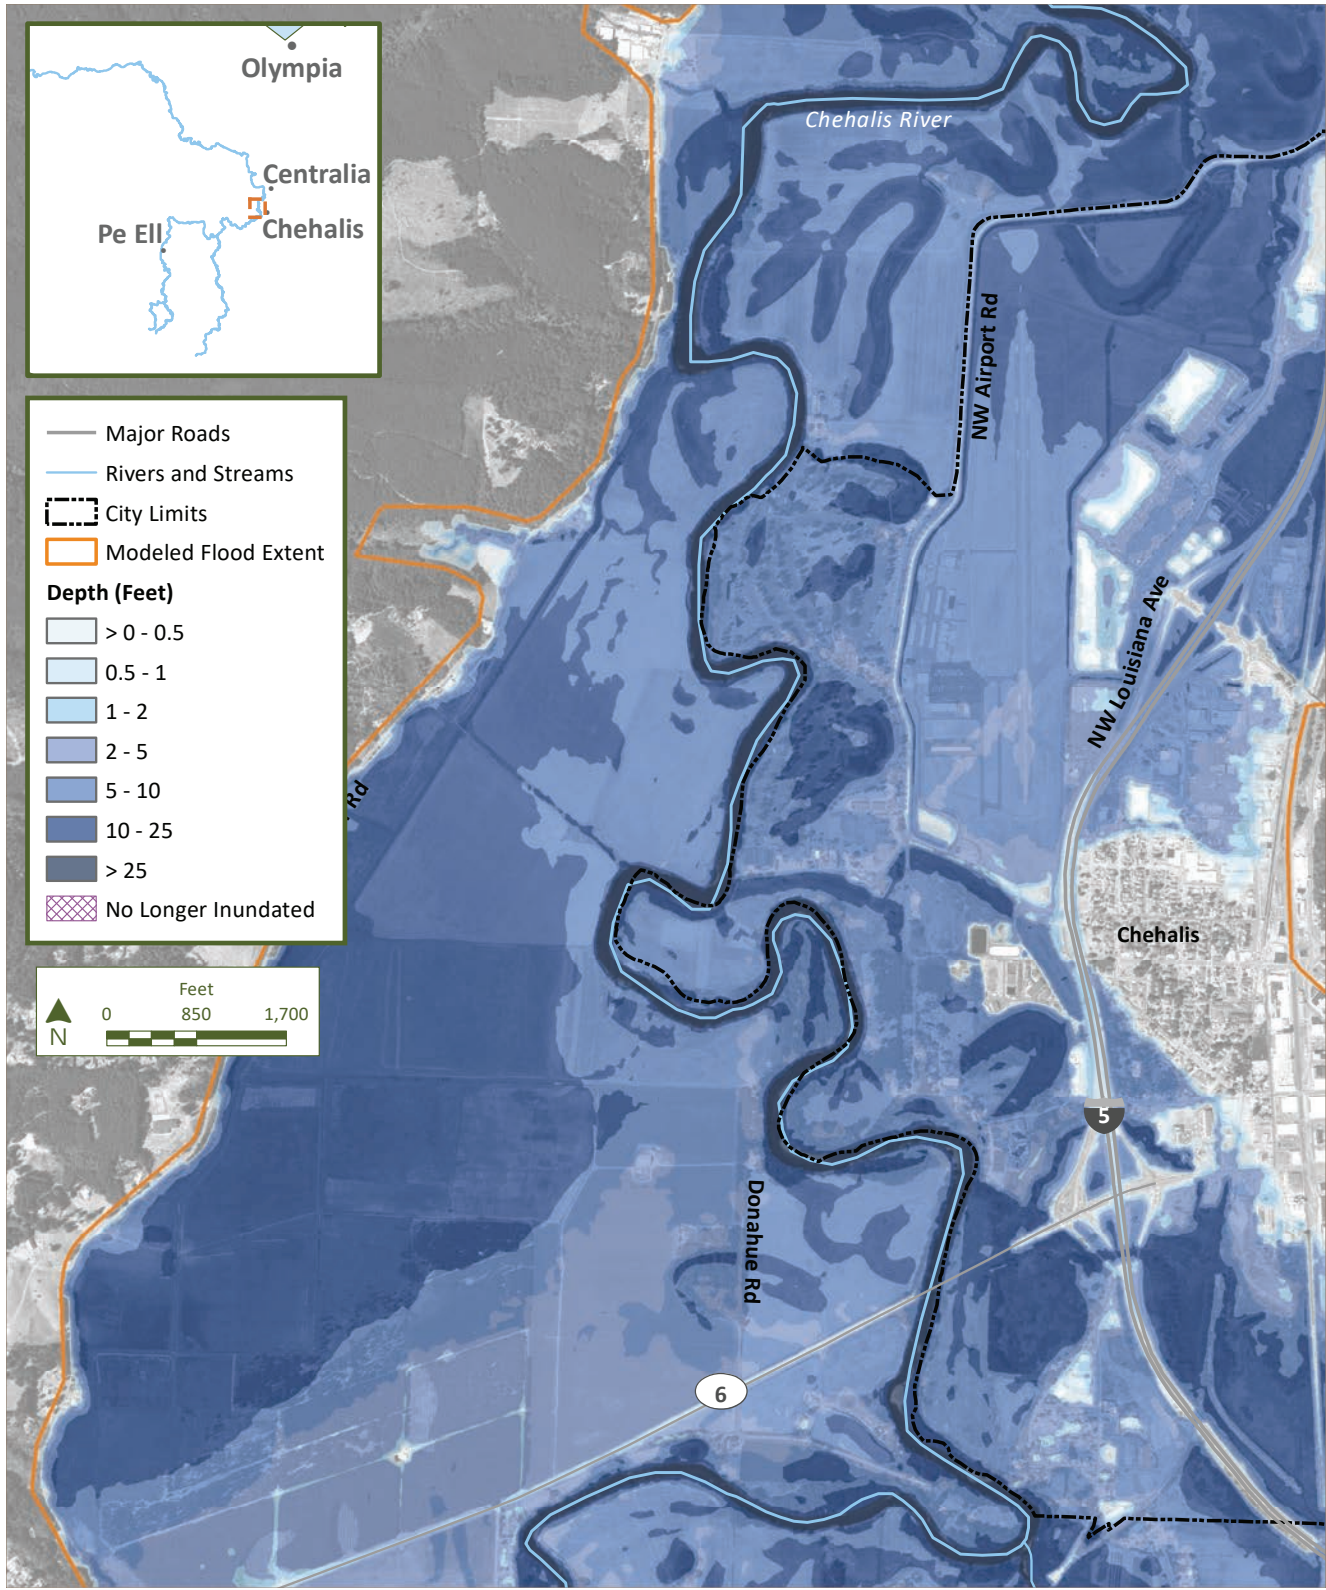 Olympia
Centralia
Chehalis
Pe Ell
Chehalis River
NW Airport Rd
Major Roads
Rivers and Streams
City Limits
Modeled Flood Extent
Depth (Feet)
> 0 - 0.5
0.5 - 1
1 - 2
2 - 5
5 - 10
10 - 25
> 25
No Longer Inundated
NW Louisiana Ave
Rd
Chehalis
Feet
0 850 1,700
N
5
Donahue Rd
6